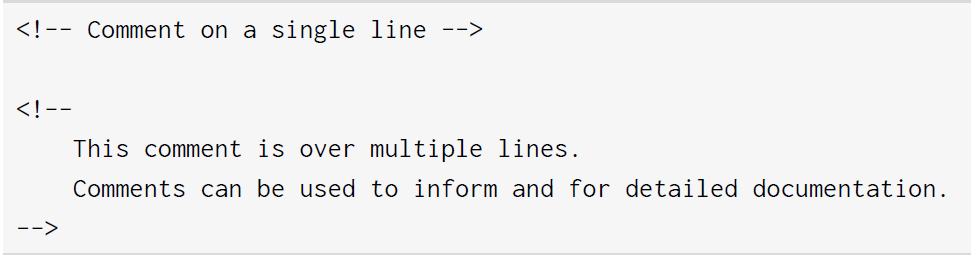 <!-- Comment on a single line -->
<!--
This comment is over multiple lines.
Comments can be used to inform and for detailed documentation.
-->